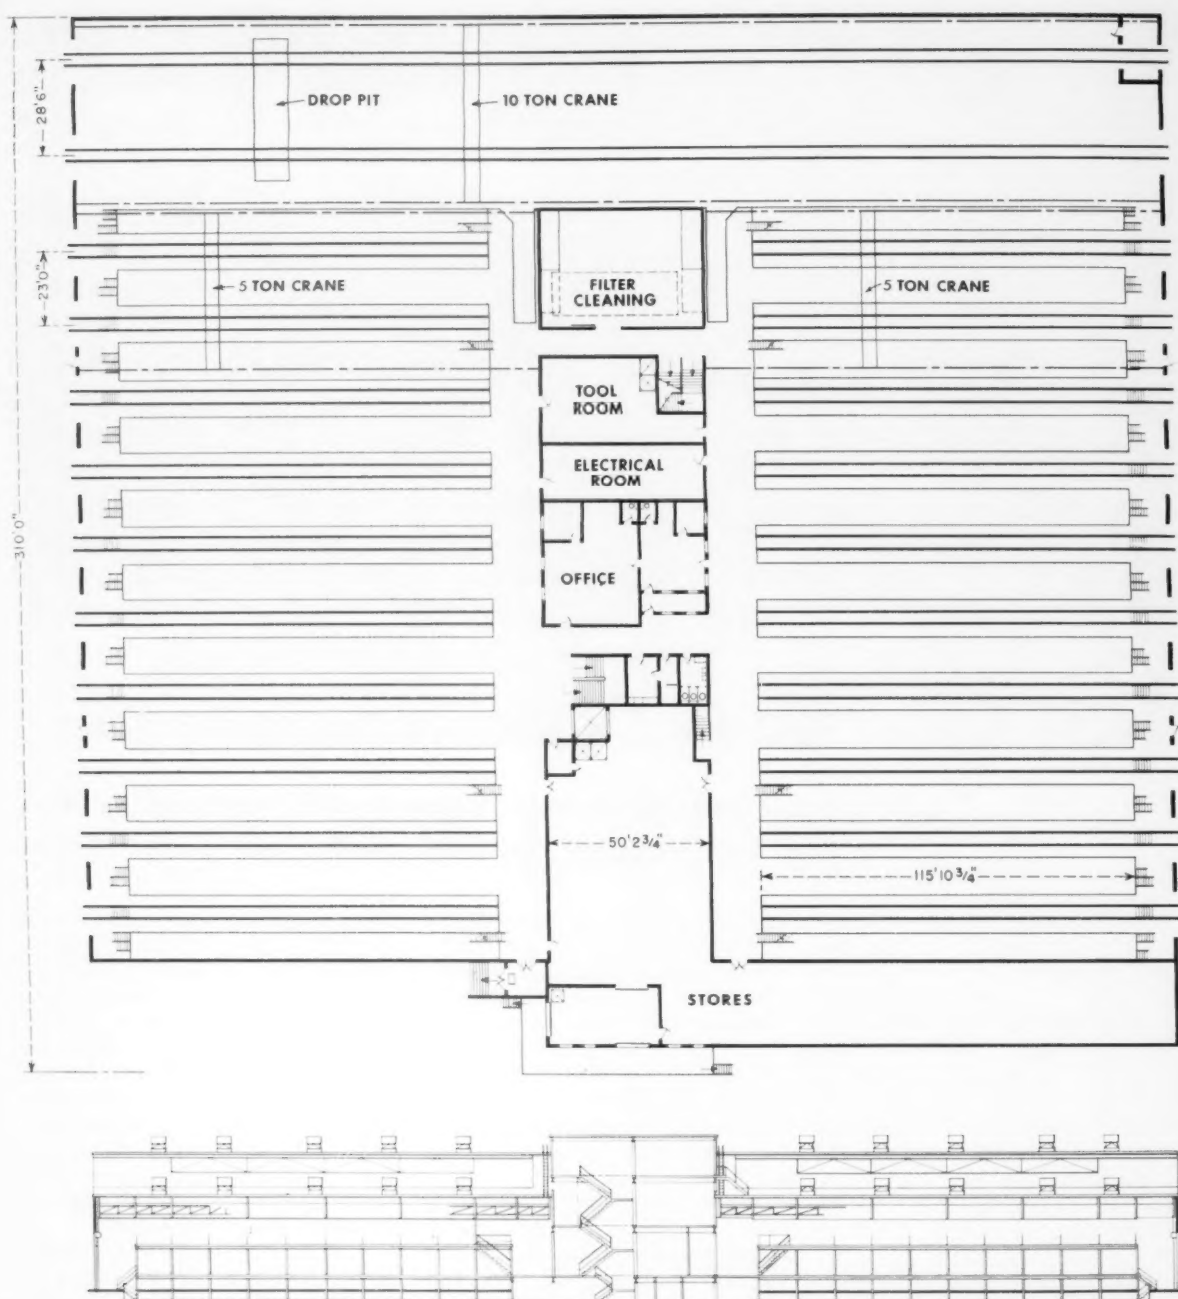 DROP PIT
10 TON CRANE
28'6"
23'0"
5 TON CRANE
FILTER
CLEANING
5 TON CRANE
TOOL
ROOM
ELECTRICAL
ROOM
310'0"
OFFICE
50'2 3/4"
115'10 3/4"
STORES